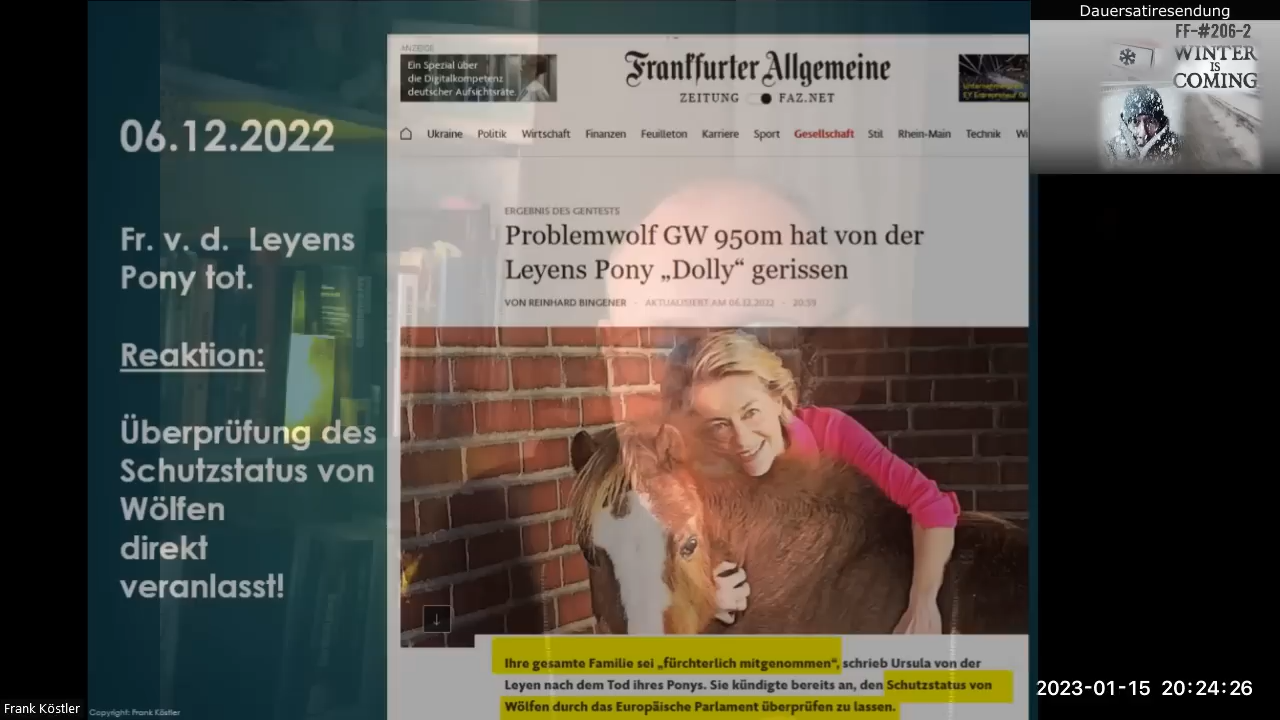 Dauersatiresendung
FF-#206-2
WINTER
IS
COMING
06.12.2022
Fr. v. d. Leyens
Pony tot.
Reaktion:
Überprüfung des
Schutzstatus von
Wölfen
direkt
veranlasst!
ANZEIGE
Ein Spezial über
die Digitalkompetenz
deutscher Aufsichtsräte.
Frankfurter Allgemeine
ZEITUNG FAZ.NET
Ukraine Politik Wirtschaft Finanzen Feuilleton Karriere Sport Gesellschaft Stil Rhein-Main Technik Wi
ERGEBNIS DES GENTESTS
Problemwolf GW 950m hat von der
Leyens Pony „Dolly“ gerissen
VON REINHARD BINGENER - AKTUALISIERT AM 06.12.2022 - 20:59
Ihre gesamte Familie sei „fürchterlich mitgenommen“, schrieb Ursula von der
Leyen nach dem Tod ihres Ponys. Sie kündigte bereits an, den Schutzstatus von
Wölfen durch das Europäische Parlament überprüfen zu lassen.
2023-01-15 20:24:26
Frank Köstler
Copyright: Frank Köstler